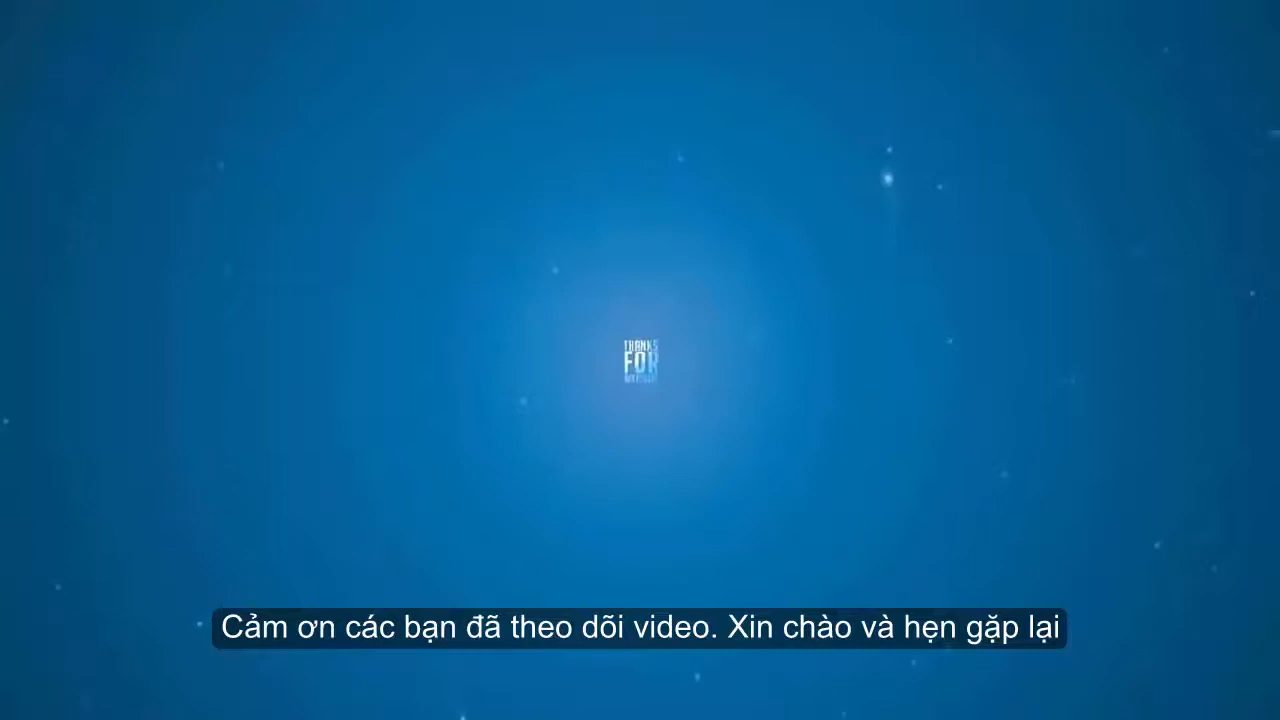 THANKS
FOR
Cảm ơn các bạn đã theo dõi video. Xin chào và hẹn gặp lại